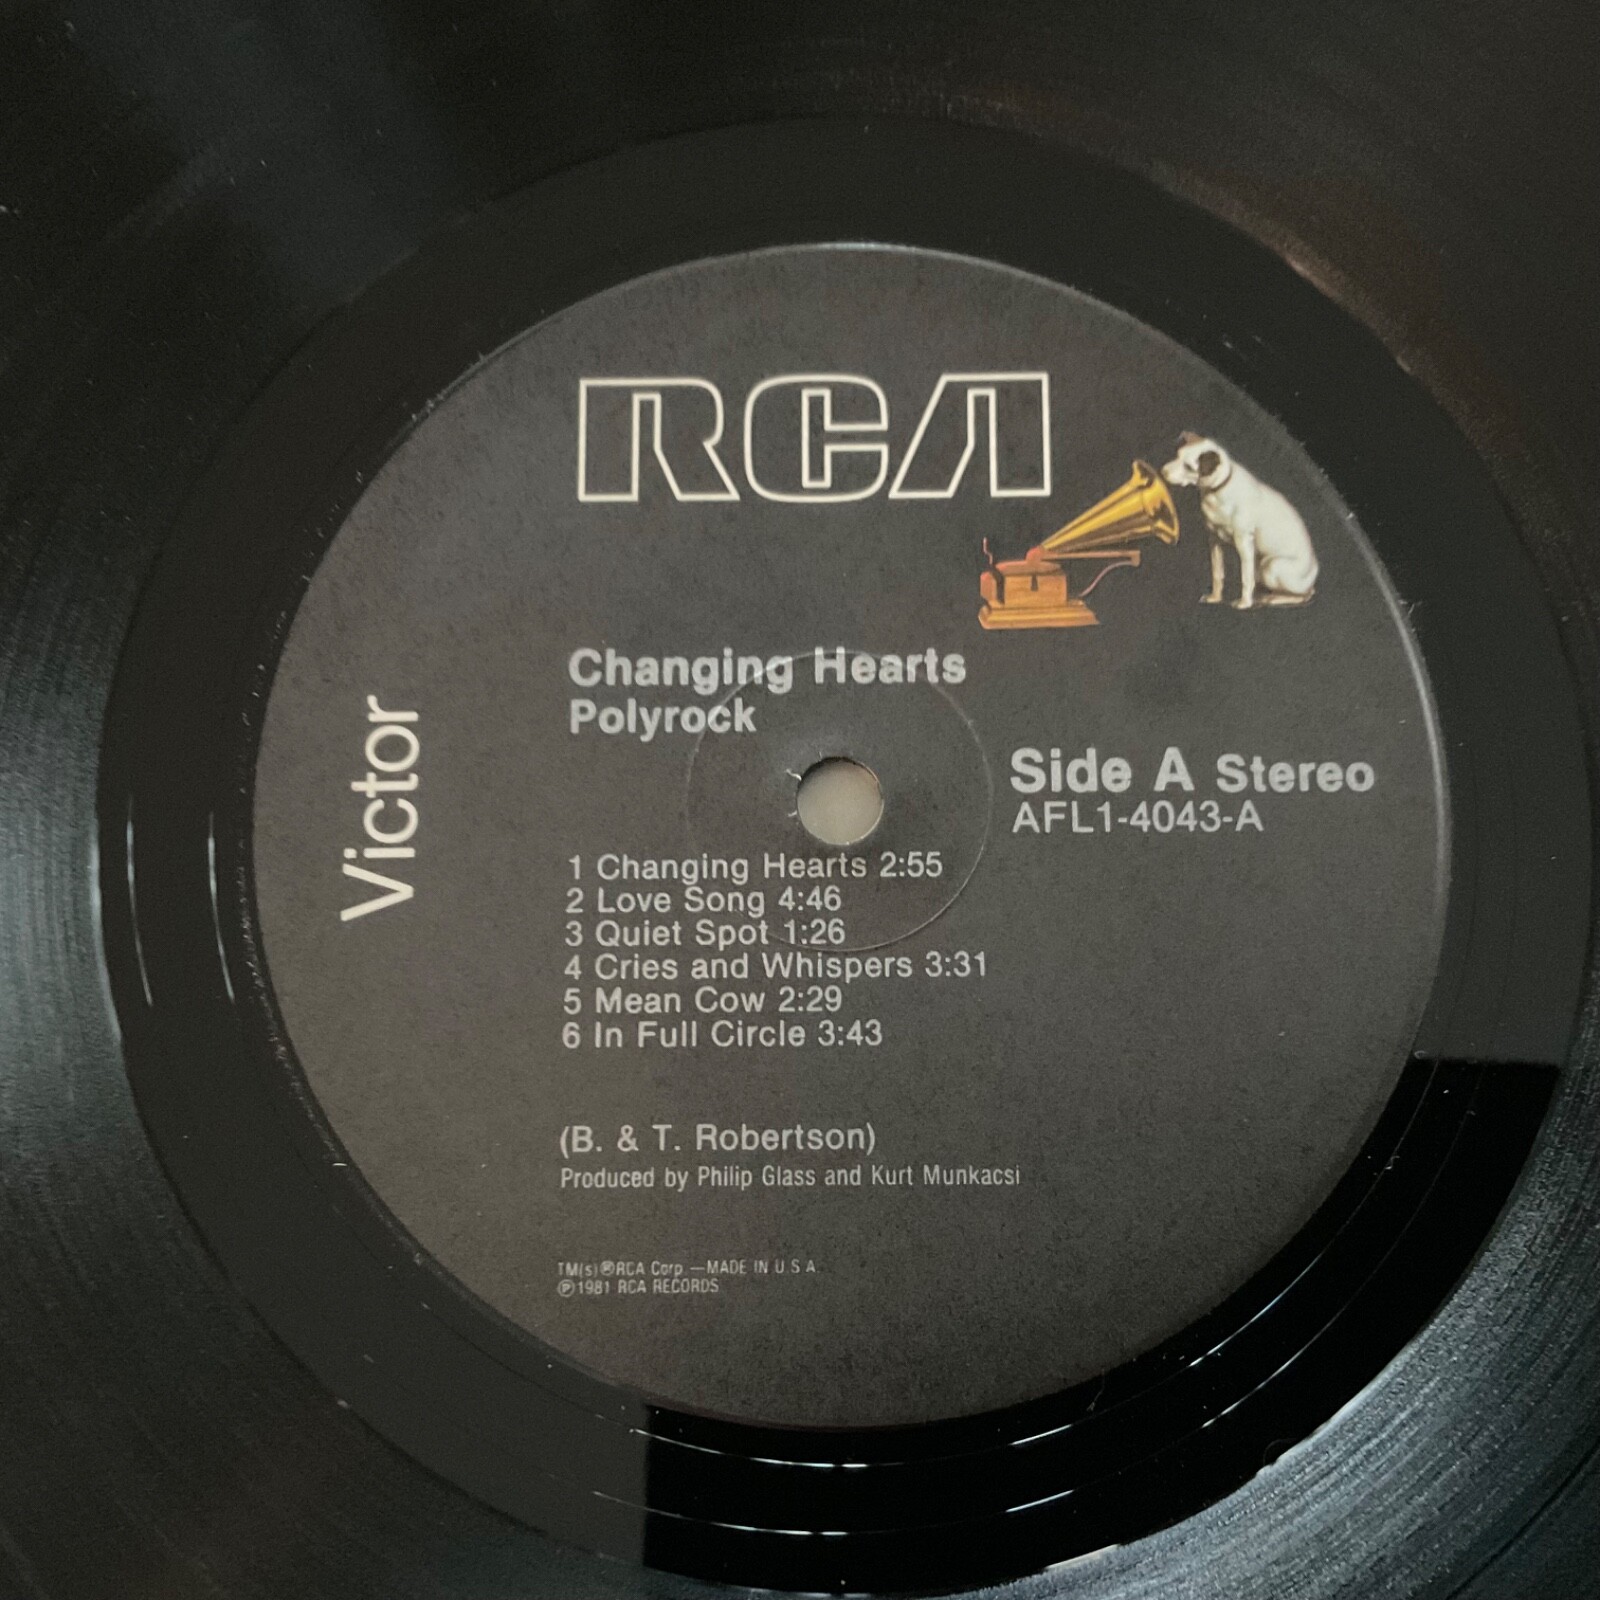 RCA
Victor
Changing Hearts
Polyrock
Side A Stereo
AFL1-4043-A
1 Changing Hearts 2:55
2 Love Song 4:46
3 Quiet Spot 1:26
4 Cries and Whispers 3:31
5 Mean Cow 2:29
6 In Full Circle 3:43
(B. & T. Robertson)
Produced by Philip Glass and Kurt Munkacsi
TM(s)®RCA Corp.—MADE IN U.S.A.
℗1981 RCA RECORDS